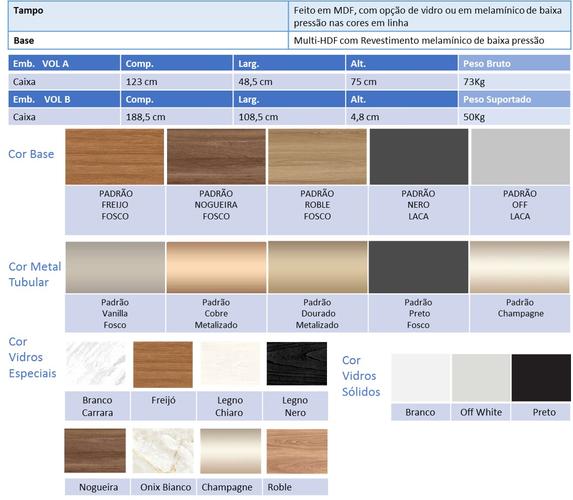 Tampo
Feito em MDF, com opção de vidro ou em melamínico de baixa
pressão nas cores em linha
Base
Multi-HDF com Revestimento melamínico de baixa pressão
Emb. VOL A Comp. Larg. Alt. Peso Bruto
Caixa 123 cm 48,5 cm 75 cm 73Kg
Emb. VOL B Comp. Larg. Alt. Peso Suportado
Caixa 188,5 cm 108,5 cm 4,8 cm 50Kg
Cor Base
PADRÃO PADRÃO PADRÃO PADRÃO PADRÃO
FREIJO NOGUEIRA ROBLE NERO OFF
FOSCO FOSCO FOSCO LACA LACA
Cor Metal
Tubular
Padrão Padrão Padrão Padrão Padrão
Vanilla Cobre Dourado Preto Champagne
Fosco Metalizado Metalizado Fosco
Cor
Vidros
Especiais
Branco Freijó Legno Legno
Carrara Chiaro Nero
Nogueira Onix Bianco Champagne Roble
Cor
Vidros
Sólidos
Branco Off White Preto